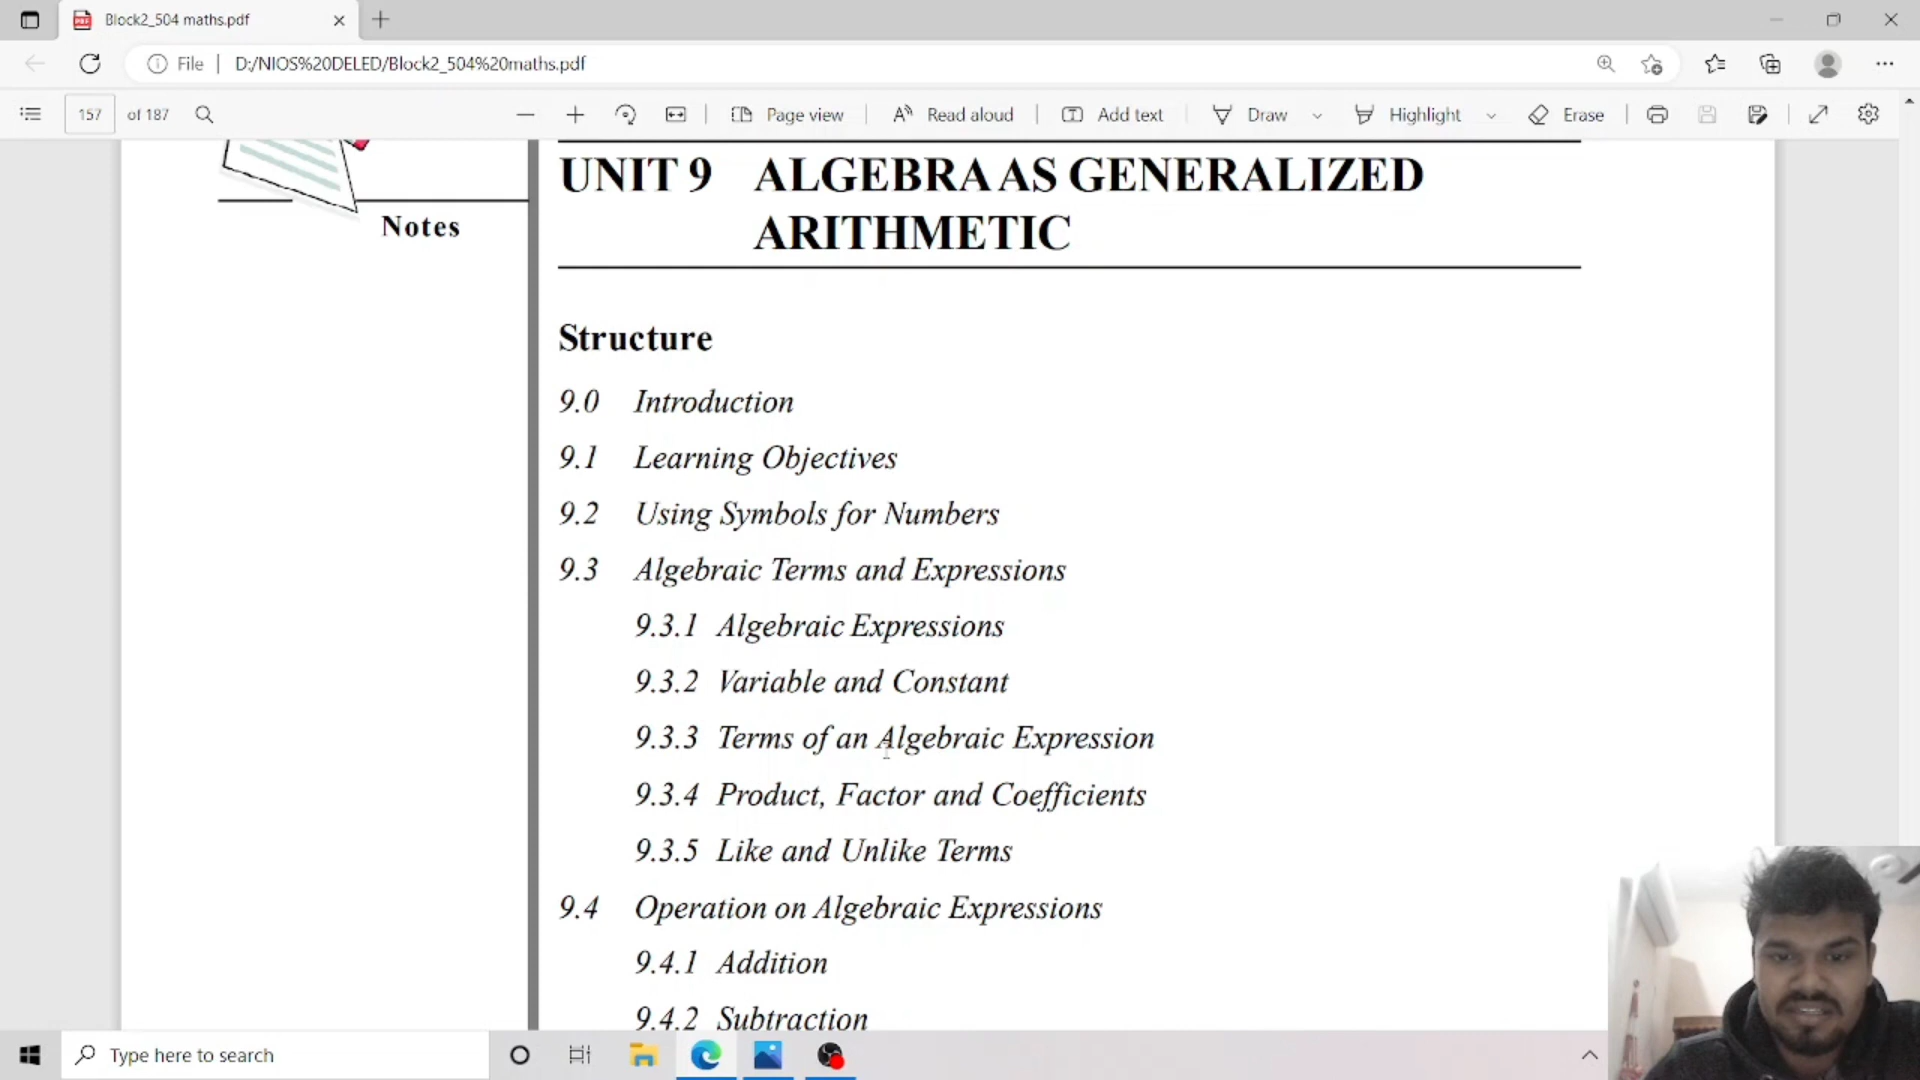 Block2_504 maths.pdf
File | D:/NIOS%20DELED/Block2_504%20maths.pdf
157 of 187
Page view
Read aloud
Add text
Draw
Highlight
Erase
UNIT 9 ALGEBRA AS GENERALIZED
ARITHMETIC
Notes
Structure
9.0 Introduction
9.1 Learning Objectives
9.2 Using Symbols for Numbers
9.3 Algebraic Terms and Expressions
9.3.1 Algebraic Expressions
9.3.2 Variable and Constant
9.3.3 Terms of an Algebraic Expression
9.3.4 Product, Factor and Coefficients
9.3.5 Like and Unlike Terms
9.4 Operation on Algebraic Expressions
9.4.1 Addition
9.4.2 Subtraction
Type here to search